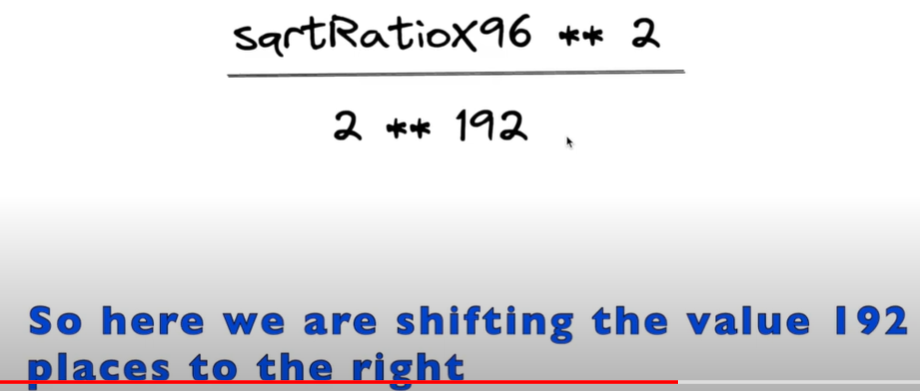 sqrtRatioX96 ** 2
2 ** 192
So here we are shifting the value 192
places to the right